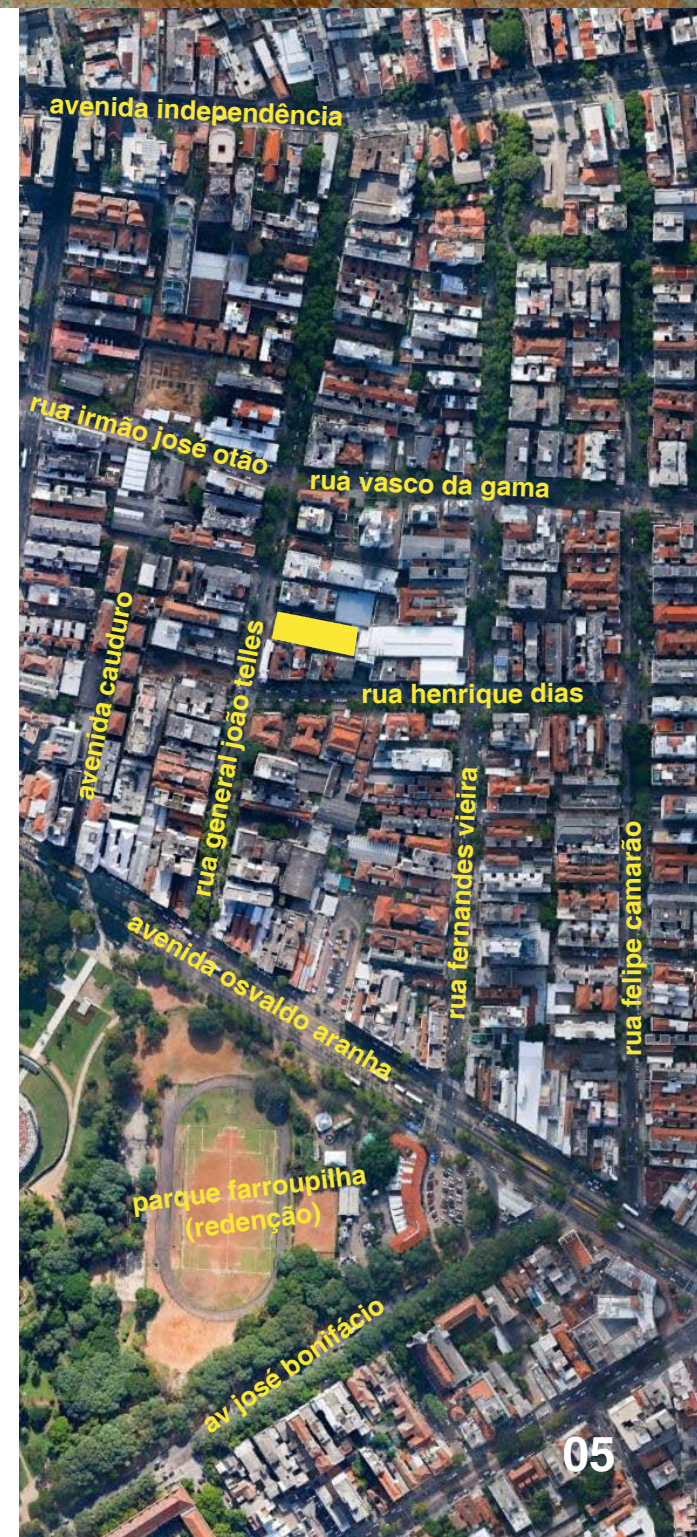 avenida independência
rua irmão josé otão
rua vasco da gama
avenida cauduro
rua general joão telles
rua henrique dias
rua fernandes vieira
rua felipe camarão
avenida osvaldo aranha
parque farroupilha
(redenção)
av josé bonifácio
05